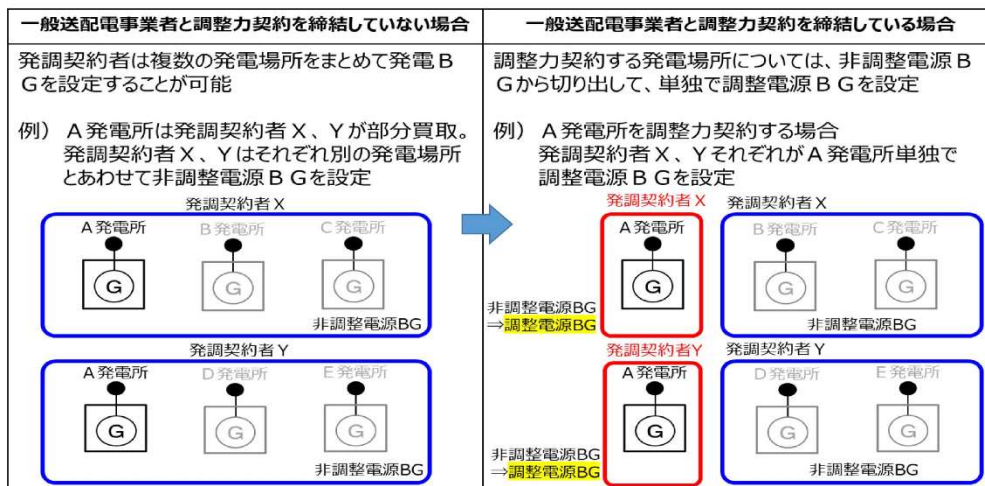 一般送配電事業者と調整力契約を締結していない場合
発調契約者は複数の発電場所をまとめて発電B
Gを設定することが可能
例） A発電所は発調契約者X、Yが部分買取。
発調契約者X、Yはそれぞれ別の発電場所
とあわせて非調整電源BGを設定
発調契約者X
A発電所 B発電所 C発電所
G G G
非調整電源BG
発調契約者Y
A発電所 D発電所 E発電所
G G G
非調整電源BG
一般送配電事業者と調整力契約を締結している場合
調整力契約する発電場所については、非調整電源B
Gから切り出して、単独で調整電源BGを設定
例） A発電所を調整力契約する場合
発調契約者X、YそれぞれがA発電所単独で
調整電源BGを設定
発調契約者X 発調契約者X
A発電所 B発電所 C発電所
G G G
非調整電源BG
⇒調整電源BG
非調整電源BG
発調契約者Y 発調契約者Y
A発電所 D発電所 E発電所
G G G
非調整電源BG
⇒調整電源BG
非調整電源BG